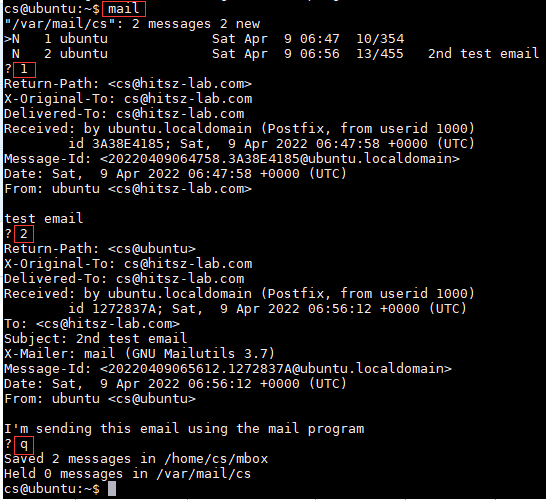 cs@ubuntu:~$ mail
"/var/mail/cs": 2 messages 2 new
>N   1 ubuntu             Sat Apr  9 06:47  10/354
 N   2 ubuntu             Sat Apr  9 06:56  13/455   2nd test email
? 1
Return-Path: <cs@hitsz-lab.com>
X-Original-To: cs@hitsz-lab.com
Delivered-To: cs@hitsz-lab.com
Received: by ubuntu.localdomain (Postfix, from userid 1000)
        id 3A38E4185; Sat,  9 Apr 2022 06:47:58 +0000 (UTC)
Message-Id: <20220409064758.3A38E4185@ubuntu.localdomain>
Date: Sat,  9 Apr 2022 06:47:58 +0000 (UTC)
From: ubuntu <cs@hitsz-lab.com>

test email
? 2
Return-Path: <cs@ubuntu>
X-Original-To: cs@hitsz-lab.com
Delivered-To: cs@hitsz-lab.com
Received: by ubuntu.localdomain (Postfix, from userid 1000)
        id 1272837A; Sat,  9 Apr 2022 06:56:12 +0000 (UTC)
To: <cs@hitsz-lab.com>
Subject: 2nd test email
X-Mailer: mail (GNU Mailutils 3.7)
Message-Id: <20220409065612.1272837A@ubuntu.localdomain>
Date: Sat,  9 Apr 2022 06:56:12 +0000 (UTC)
From: ubuntu <cs@ubuntu>

I'm sending this email using the mail program
? q
Saved 2 messages in /home/cs/mbox
Held 0 messages in /var/mail/cs
cs@ubuntu:~$